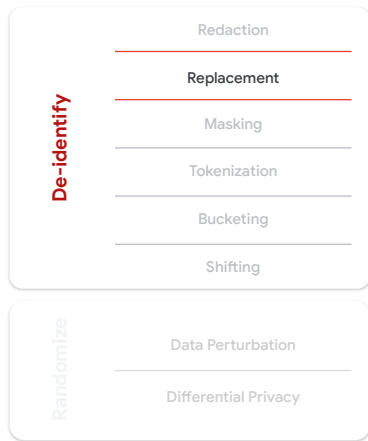 De-identify
Redaction
Replacement
Masking
Tokenization
Bucketing
Shifting
Randomize
Data Perturbation
Differential Privacy